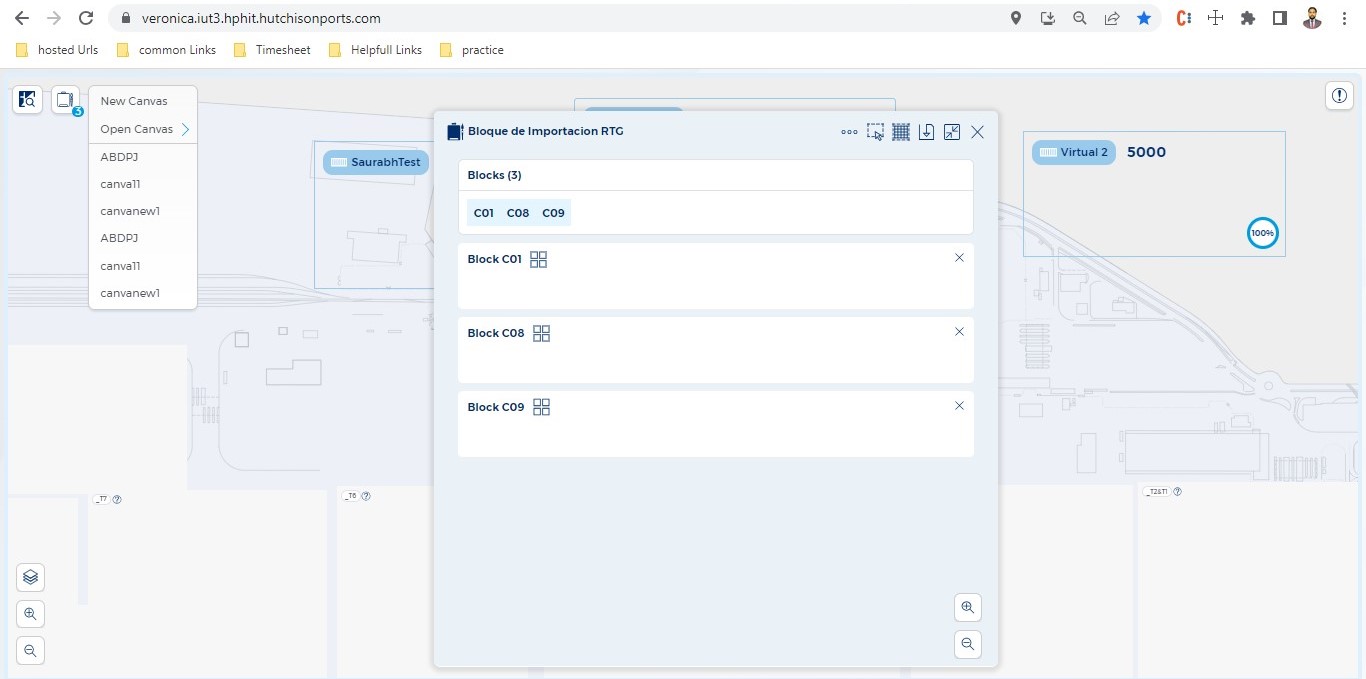 veronica.iut3.hphit.hutchisonports.com
hosted Urls common Links Timesheet Helpfull Links practice
3
New Canvas
Open Canvas
ABDPJ
canva11
canvanew1
ABDPJ
canva11
canvanew1
SaurabhTest
Bloque de Importacion RTG
Blocks (3)
C01 C08 C09
Block C01
Block C08
Block C09
Virtual 2 5000
100%
_T7
_T6
_T2&T1